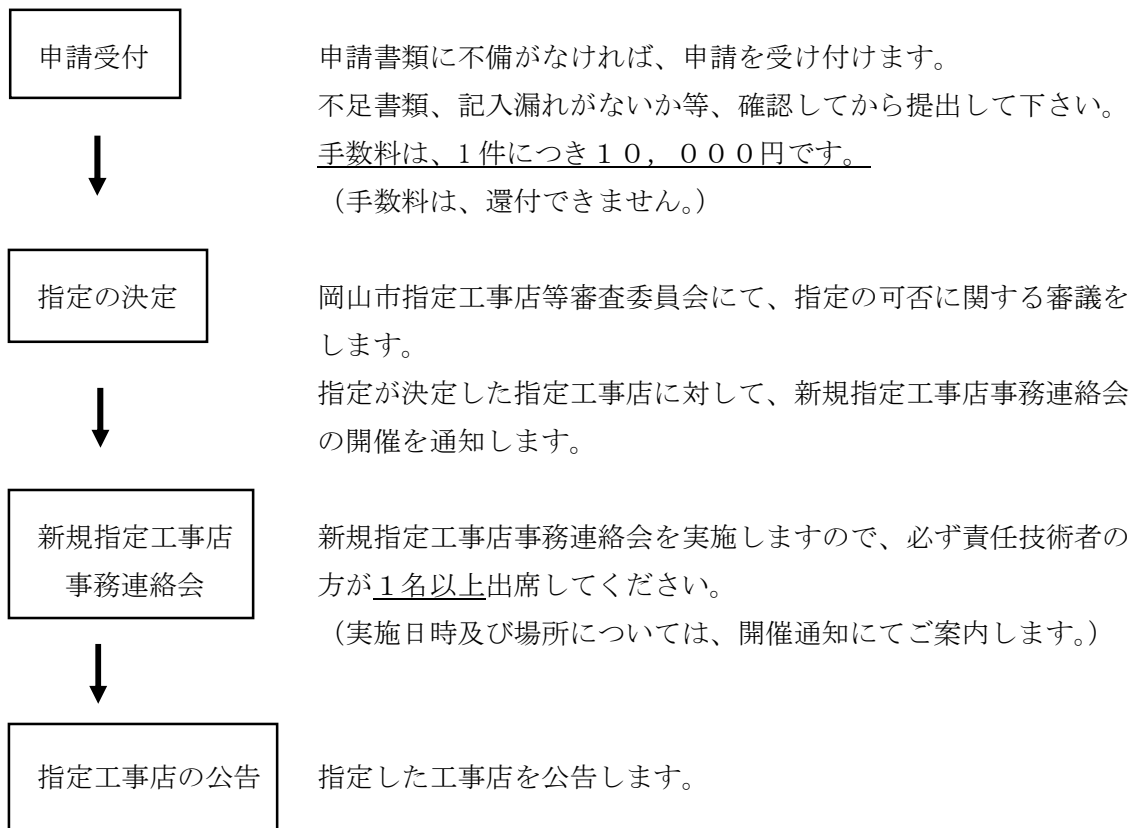 申請受付
申請書類に不備がなければ、申請を受け付けます。
不足書類、記入漏れがないか等、確認してから提出して下さい。
手数料は、1件につき１０，０００円です。
（手数料は、還付できません。）
指定の決定
岡山市指定工事店等審査委員会にて、指定の可否に関する審議を
します。
指定が決定した指定工事店に対して、新規指定工事店事務連絡会
の開催を通知します。
新規指定工事店
事務連絡会
新規指定工事店事務連絡会を実施しますので、必ず責任技術者の
方が１名以上出席してください。
（実施日時及び場所については、開催通知にてご案内します。）
指定工事店の公告
指定した工事店を公告します。